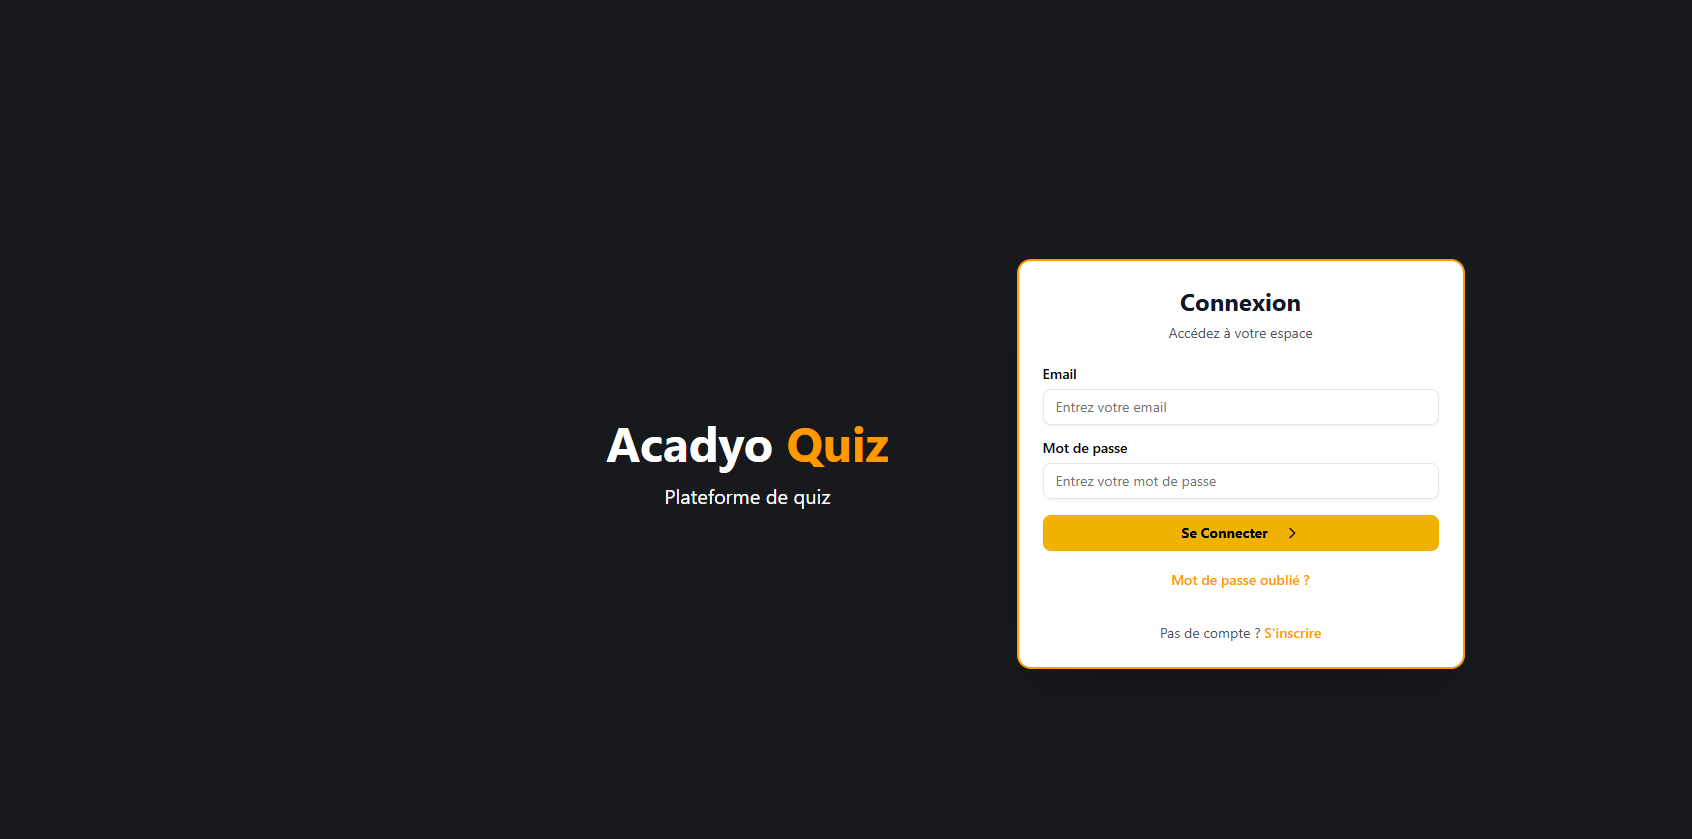 Acadyo Quiz
Plateforme de quiz
Connexion
Accédez à votre espace
Email
Entrez votre email
Mot de passe
Entrez votre mot de passe
Se Connecter
Mot de passe oublié ?
Pas de compte ? S'inscrire